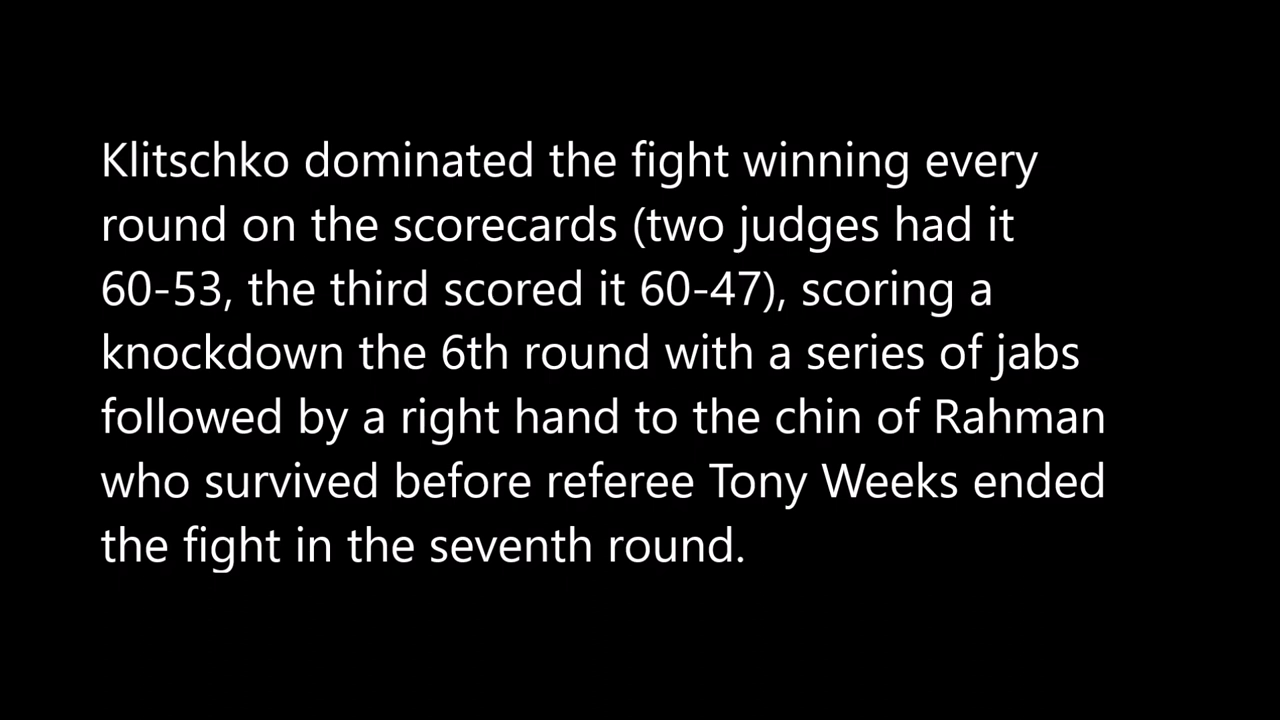 Klitschko dominated the fight winning every
round on the scorecards (two judges had it
60-53, the third scored it 60-47), scoring a
knockdown the 6th round with a series of jabs
followed by a right hand to the chin of Rahman
who survived before referee Tony Weeks ended
the fight in the seventh round.